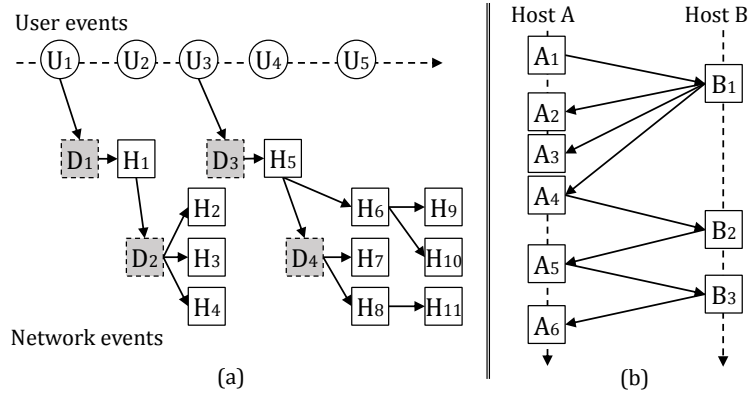 User events
U1 U2 U3 U4 U5
D1 H1 D3 H5
H2 H6 H9
D2 H3 D4 H7 H10
H4 H8 H11
Network events
(a)
Host A Host B
A1
B1
A2
A3
A4
B2
A5
B3
A6
(b)